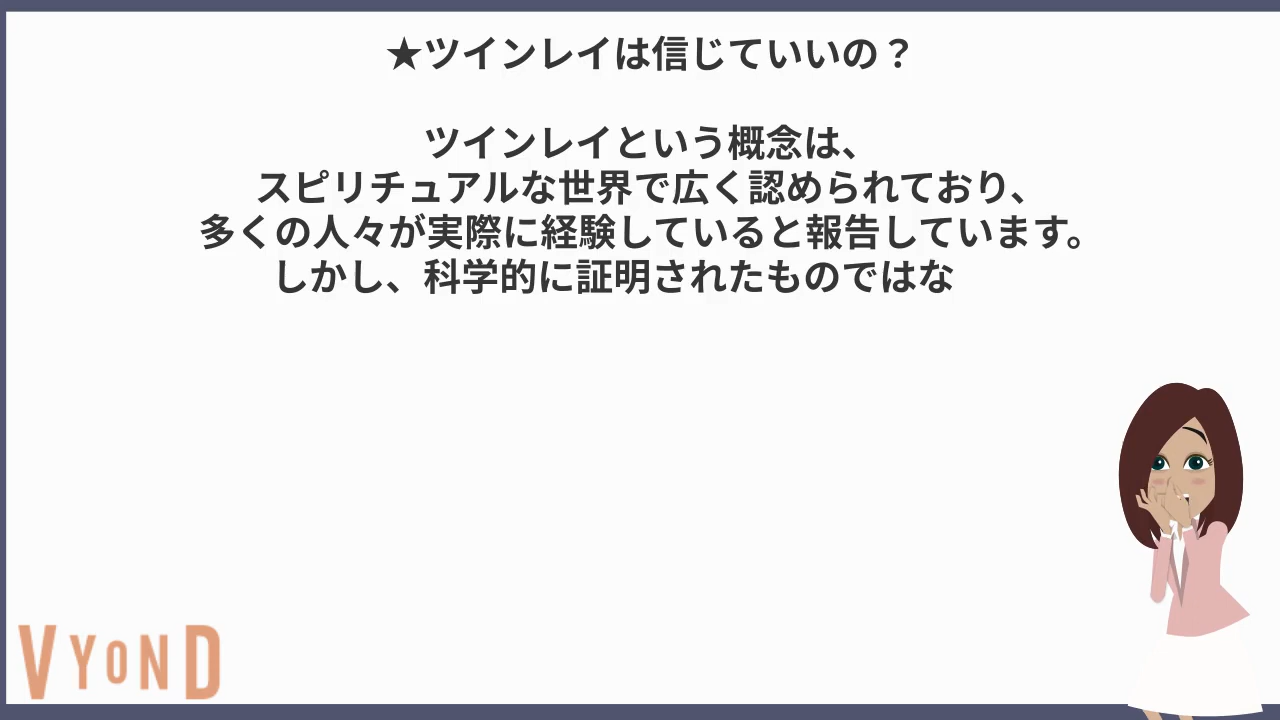 ★ツインレイは信じていいの？
ツインレイという概念は、
スピリチュアルな世界で広く認められており、
多くの人々が実際に経験していると報告しています。
しかし、科学的に証明されたものではな
VYOND